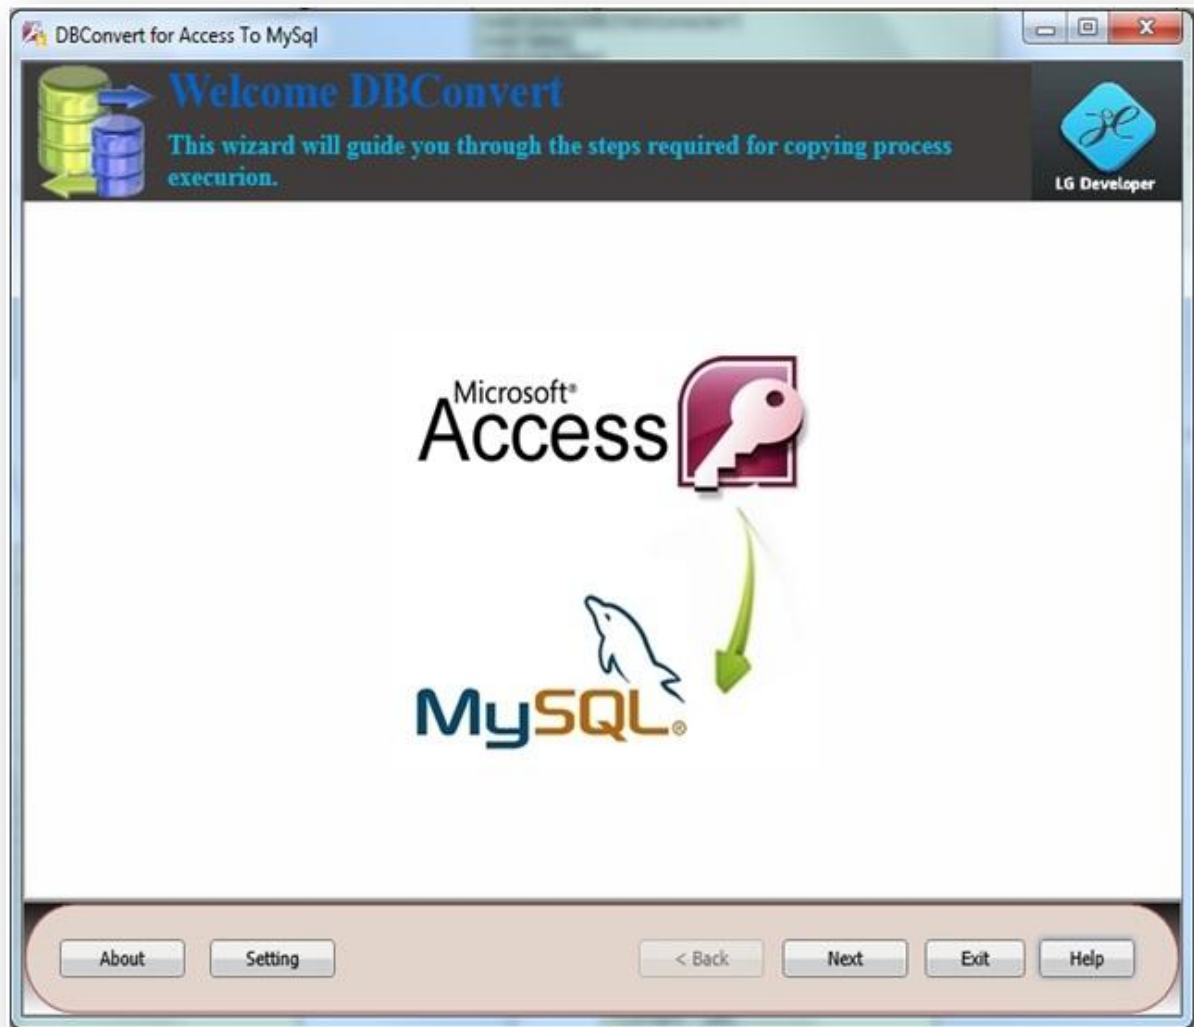 DBConvert for Access To MySql
Welcome DBConvert
This wizard will guide you through the steps required for copying process
execurion.
LG Developer
Microsoft®
Access
MySQL®
About
Setting
< Back
Next
Exit
Help